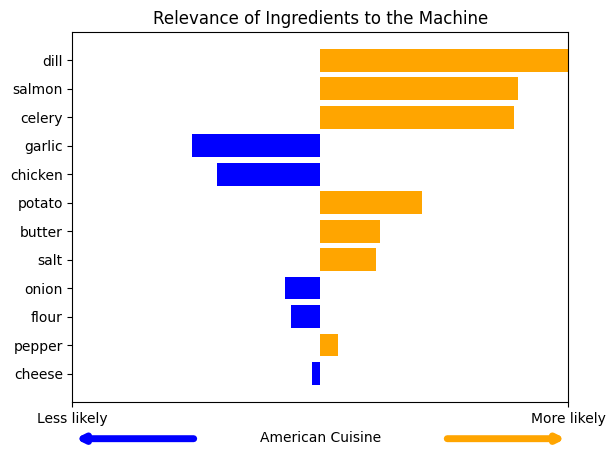 Relevance of Ingredients to the Machine
dill
salmon
celery
garlic
chicken
potato
butter
salt
onion
flour
pepper
cheese
Less likely More likely
American Cuisine